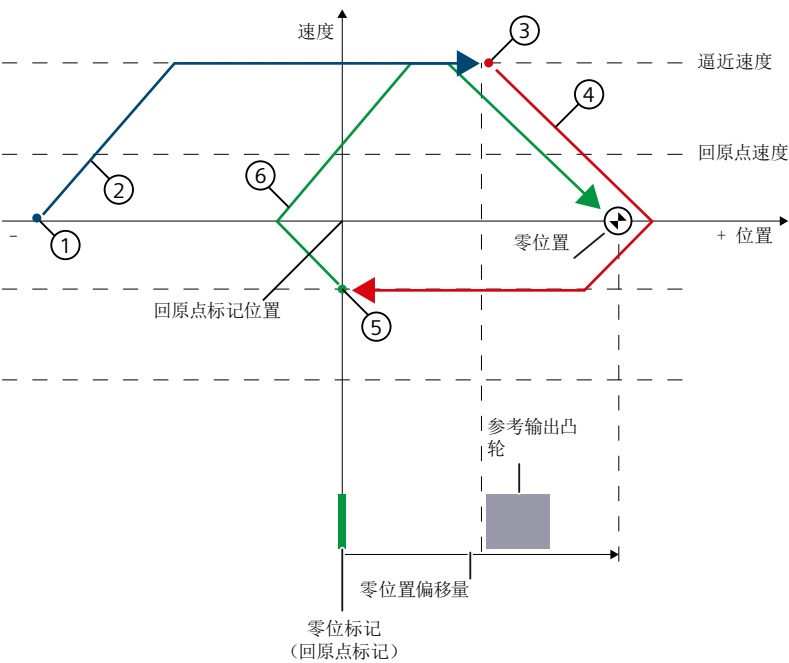 速度
③
逼近速度
④
回原点速度
⑥
②
①
零位置
－
＋ 位置
回原点标记位置
⑤
参考输出凸
轮
零位置偏移量
零位标记
（回原点标记）